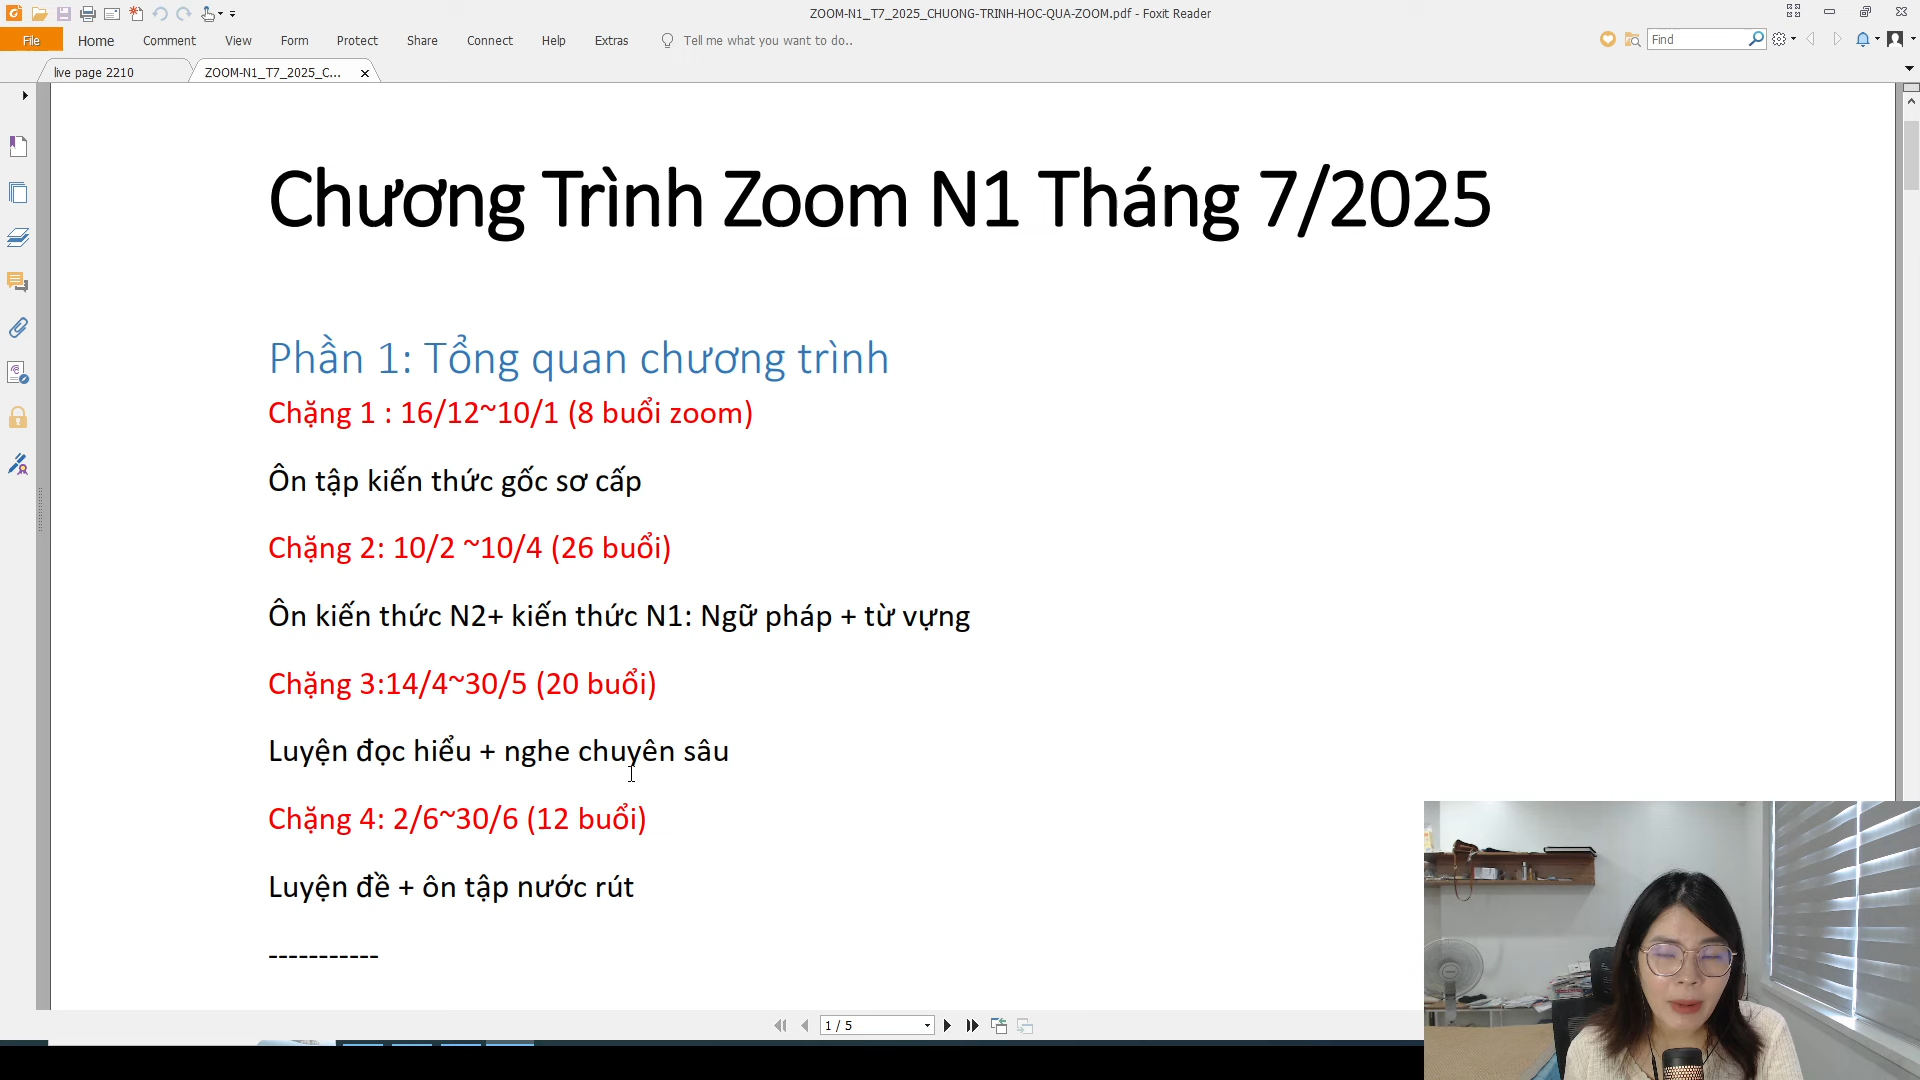 ZOOM-N1_T7_2025_CHUONG-TRINH-HOC-QUA-ZOOM.pdf - Foxit Reader
File Home Comment View Form Protect Share Connect Help Extras Tell me what you want to do.. Find
live page 2210 ZOOM-N1_T7_2025_C...
Chương Trình Zoom N1 Tháng 7/2025
Phần 1: Tổng quan chương trình
Chặng 1 : 16/12~10/1 (8 buổi zoom)
Ôn tập kiến thức gốc sơ cấp
Chặng 2: 10/2 ~10/4 (26 buổi)
Ôn kiến thức N2+ kiến thức N1: Ngữ pháp + từ vựng
Chặng 3:14/4~30/5 (20 buổi)
Luyện đọc hiểu + nghe chuyên sâu
Chặng 4: 2/6~30/6 (12 buổi)
Luyện đề + ôn tập nước rút
-----------
1 / 5